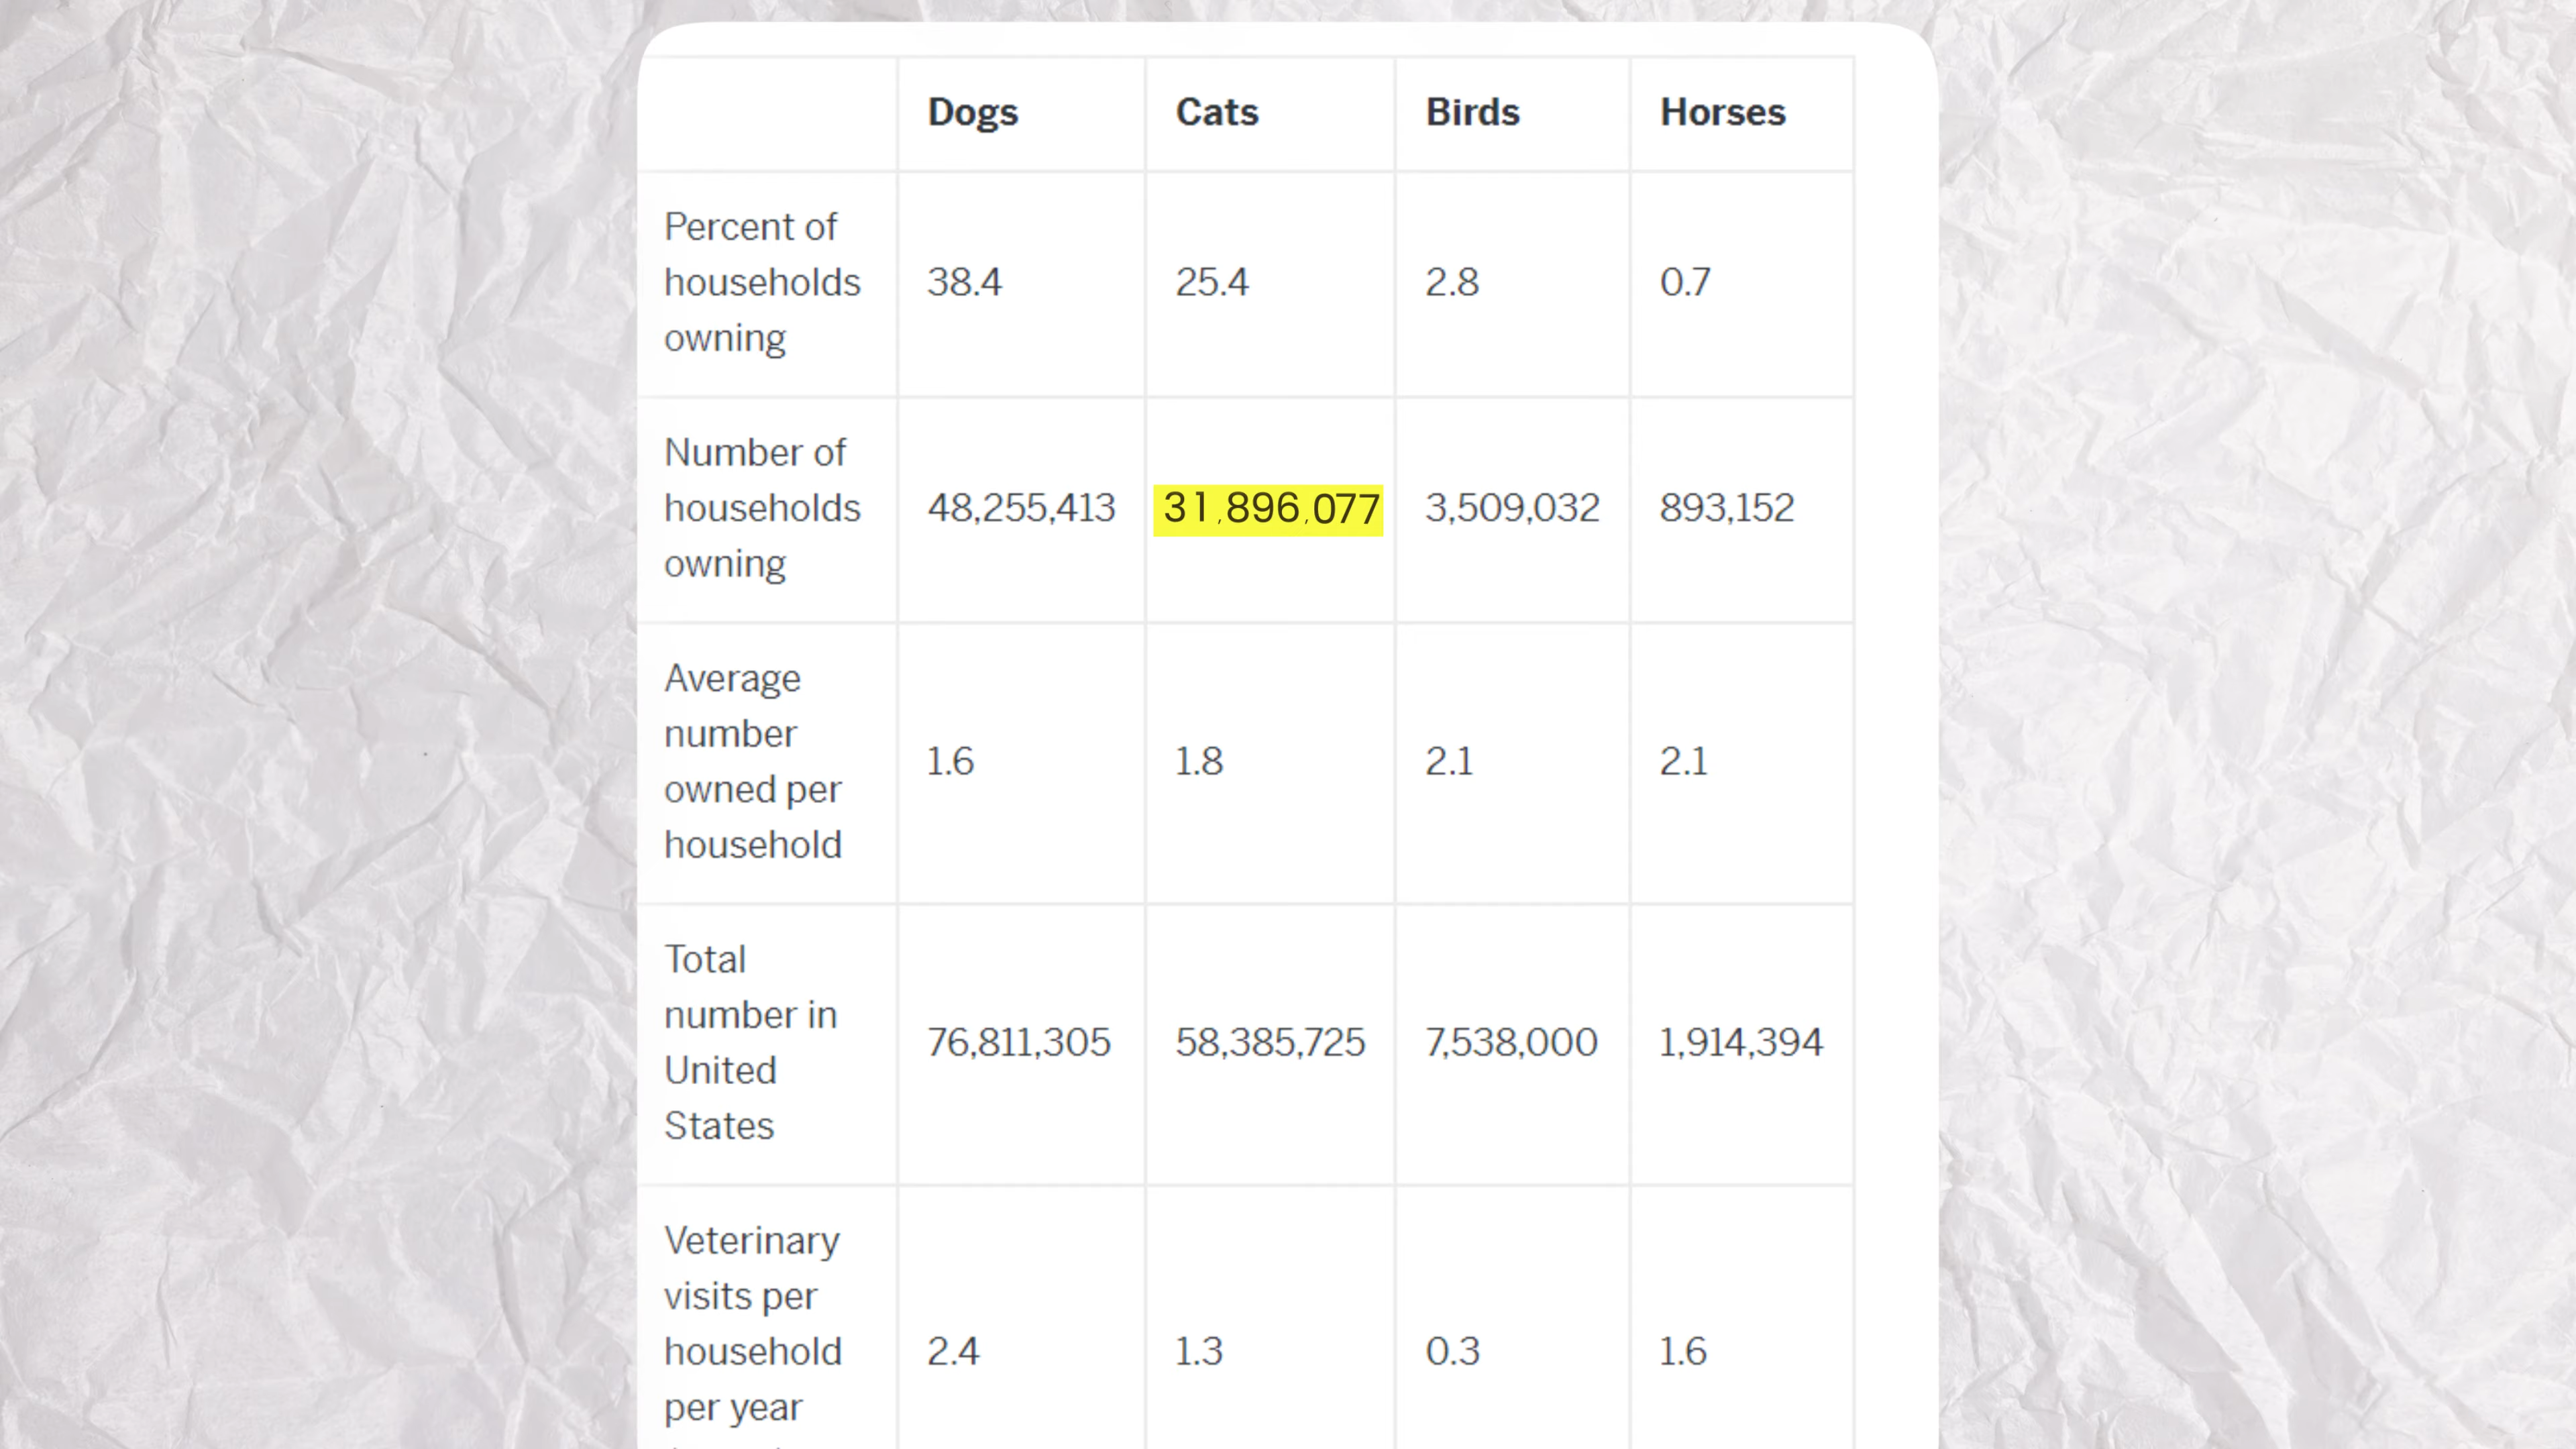 Dogs Cats Birds Horses
Percent of
households
owning
38.4 25.4 2.8 0.7
Number of
households
owning
48,255,413 31,896,077 3,509,032 893,152
Average
number
owned per
household
1.6 1.8 2.1 2.1
Total
number in
United
States
76,811,305 58,385,725 7,538,000 1,914,394
Veterinary
visits per
household
per year
2.4 1.3 0.3 1.6